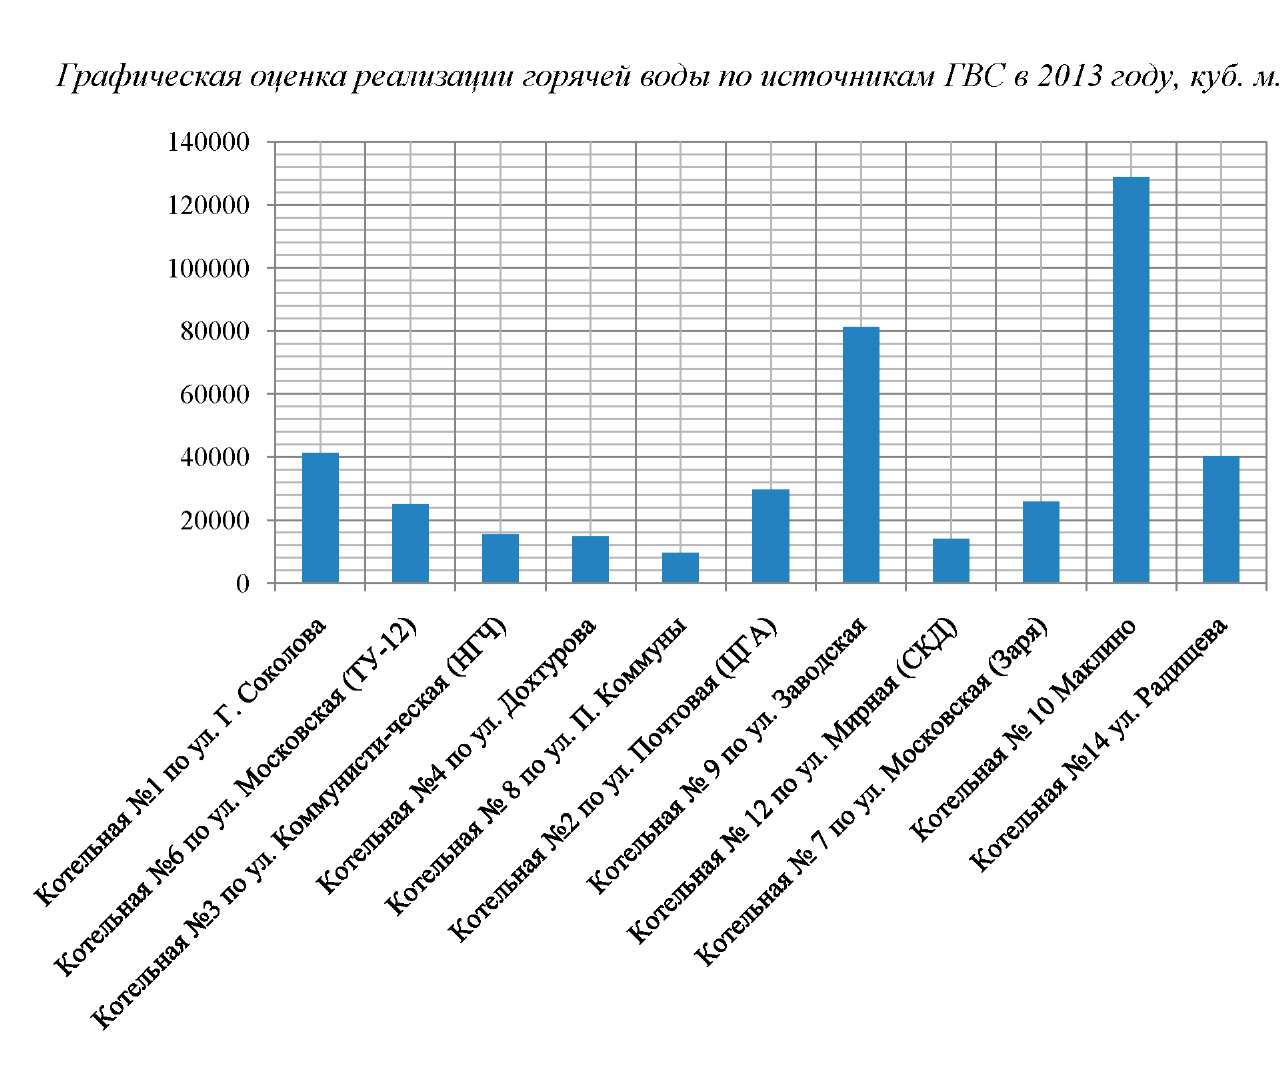 Графическая оценка реализации горячей воды по источникам ГВС в 2013 году, куб. м.
140000
120000
100000
80000
60000
40000
20000
0
Котельная №1 по ул. Г. Соколова
Котельная №6 по ул. Московская (ТУ-12)
Котельная №3 по ул. Коммунисти-ческая (НГЧ)
Котельная №4 по ул. Дохтурова
Котельная № 8 по ул. П. Коммуны
Котельная №2 по ул. Почтовая (ЦГА)
Котельная № 9 по ул. Заводская
Котельная № 12 по ул. Мирная (СКД)
Котельная № 7 по ул. Московская (Заря)
Котельная № 10 Маклино
Котельная №14 ул. Радищева